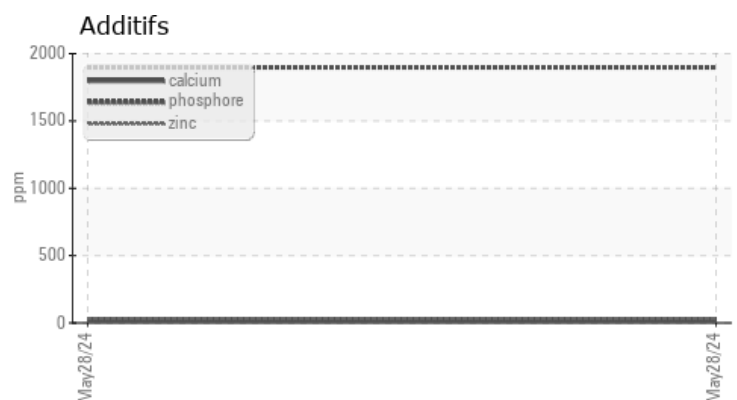 Additifs
2000
calcium
phosphore
1500
zinc
ppm
1000
500
0
May28/24
May28/24